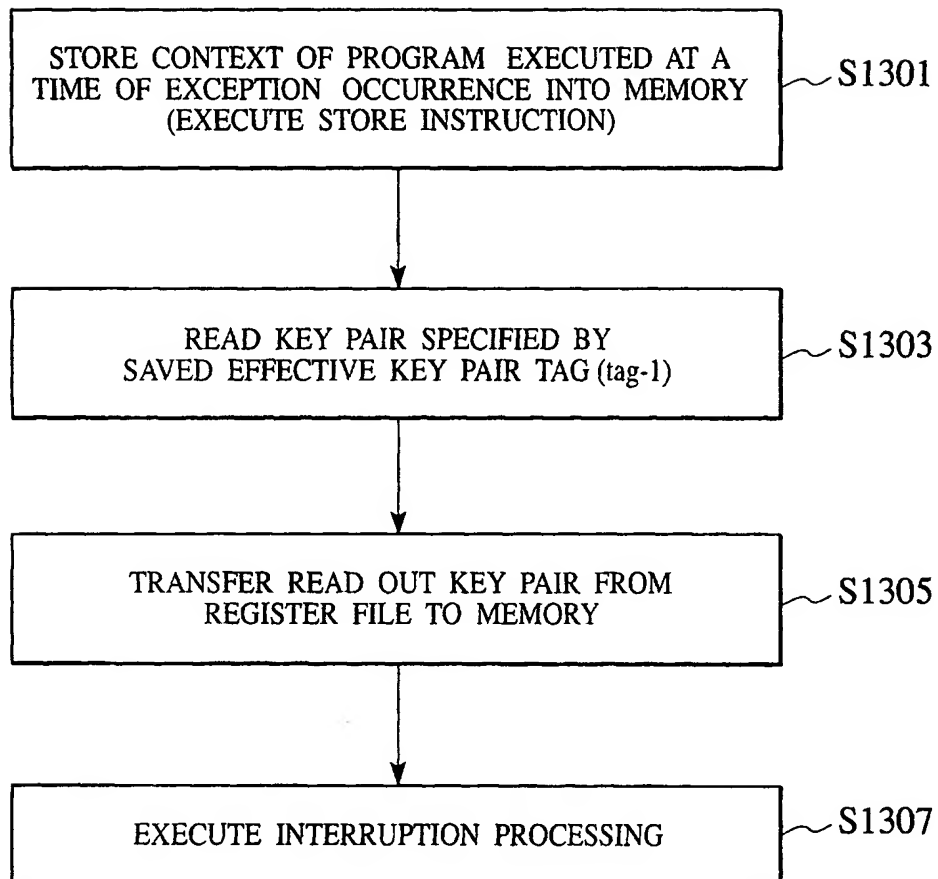 STORE CONTEXT OF PROGRAM EXECUTED AT A
TIME OF EXCEPTION OCCURRENCE INTO MEMORY
(EXECUTE STORE INSTRUCTION)
S1301
READ KEY PAIR SPECIFIED BY
SAVED EFFECTIVE KEY PAIR TAG (tag-1)
S1303
TRANSFER READ OUT KEY PAIR FROM
REGISTER FILE TO MEMORY
S1305
EXECUTE INTERRUPTION PROCESSING
S1307